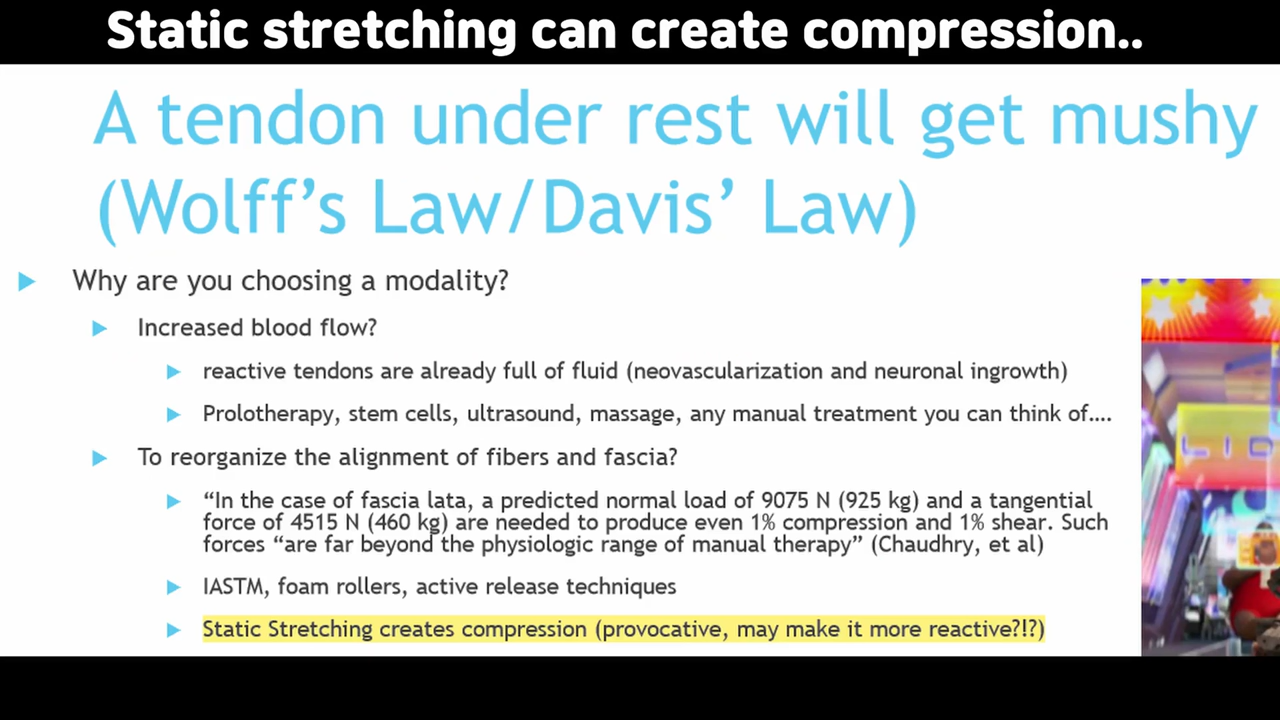 Static stretching can create compression..
A tendon under rest will get mushy
(Wolff's Law/Davis' Law)
Why are you choosing a modality?
Increased blood flow?
reactive tendons are already full of fluid (neovascularization and neuronal ingrowth)
Prolotherapy, stem cells, ultrasound, massage, any manual treatment you can think of....
To reorganize the alignment of fibers and fascia?
“In the case of fascia lata, a predicted normal load of 9075 N (925 kg) and a tangential
force of 4515 N (460 kg) are needed to produce even 1% compression and 1% shear. Such
forces “are far beyond the physiologic range of manual therapy” (Chaudhry, et al)
IASTM, foam rollers, active release techniques
Static Stretching creates compression (provocative, may make it more reactive?!?)